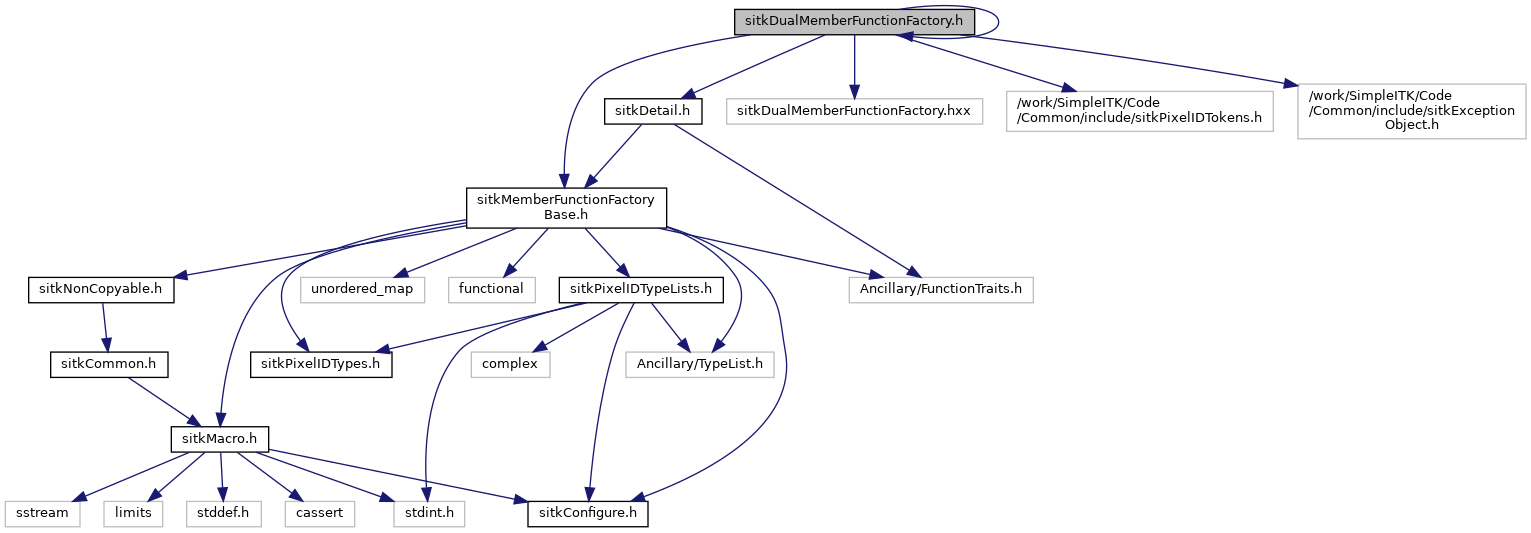 sitkDualMemberFunctionFactory.h
sitkDetail.h
sitkDualMemberFunctionFactory.hxx
/work/SimpleITK/Code
/Common/include/sitkPixelIDTokens.h
/work/SimpleITK/Code
/Common/include/sitkException
Object.h
sitkMemberFunctionFactory
Base.h
sitkNonCopyable.h
unordered_map
functional
sitkPixelIDTypeLists.h
Ancillary/FunctionTraits.h
sitkCommon.h
sitkPixelIDTypes.h
complex
Ancillary/TypeList.h
sitkMacro.h
sstream
limits
stddef.h
cassert
stdint.h
sitkConfigure.h